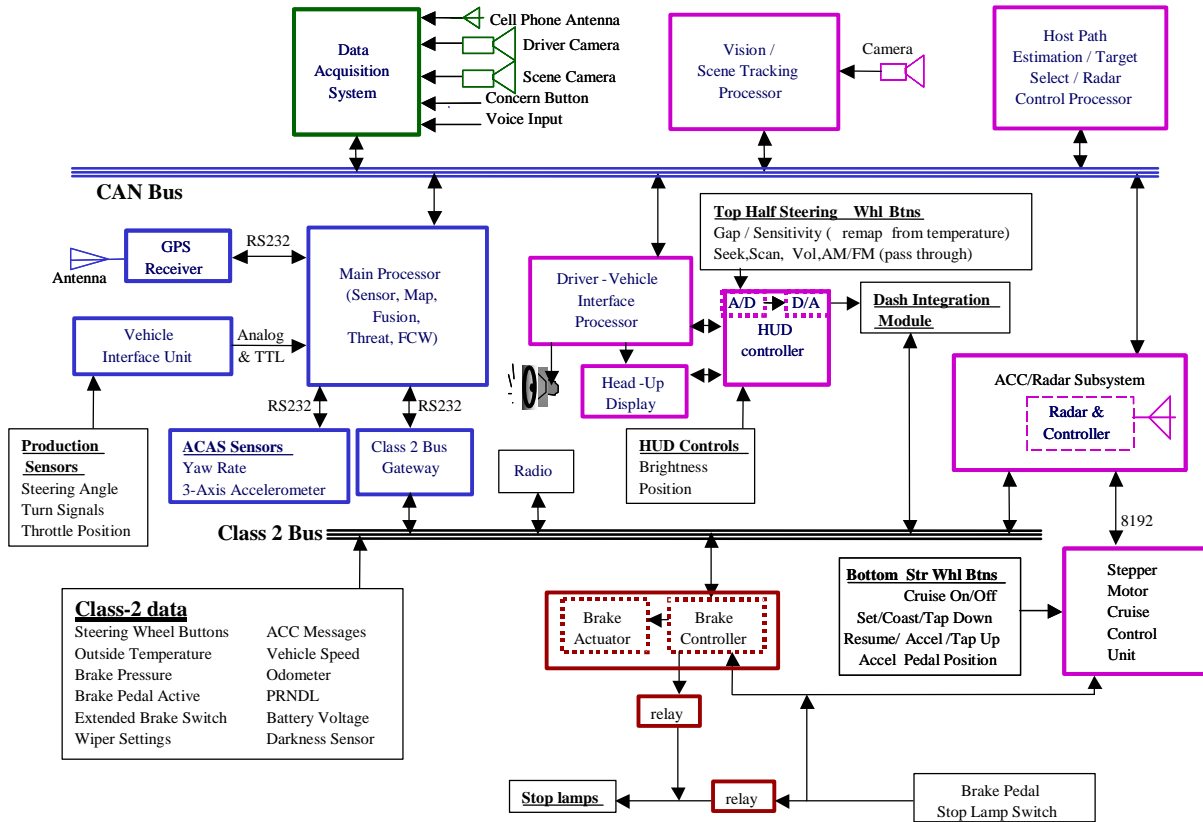 Cell Phone Antenna
Driver Camera
Scene Camera
Concern Button
Voice Input
Data
Acquisition
System
Vision /
Scene Tracking
Processor
Camera
Host Path
Estimation / Target
Select / Radar
Control Processor
CAN Bus
Antenna
GPS
Receiver
RS232
Main Processor
(Sensor, Map,
Fusion,
Threat, FCW)
Vehicle
Interface Unit
Analog
& TTL
RS232
RS232
Production
Sensors
Steering Angle
Turn Signals
Throttle Position
ACAS Sensors
Yaw Rate
3-Axis Accelerometer
Class 2 Bus
Gateway
Top Half Steering Whl Btns
Gap / Sensitivity ( remap from temperature)
Seek,Scan, Vol,AM/FM (pass through)
Driver - Vehicle
Interface
Processor
A/D
D/A
HUD
controller
Dash Integration
Module
Head -Up
Display
HUD Controls
Brightness
Position
Radio
ACC/Radar Subsystem
Radar &
Controller
8192
Class 2 Bus
Class-2 data
Steering Wheel Buttons
Outside Temperature
Brake Pressure
Brake Pedal Active
Extended Brake Switch
Wiper Settings
ACC Messages
Vehicle Speed
Odometer
PRNDL
Battery Voltage
Darkness Sensor
Brake
Actuator
Brake
Controller
Bottom Str Whl Btns
Cruise On/Off
Set/Coast/Tap Down
Resume/ Accel /Tap Up
Accel Pedal Position
Stepper
Motor
Cruise
Control
Unit
relay
Stop lamps
relay
Brake Pedal
Stop Lamp Switch